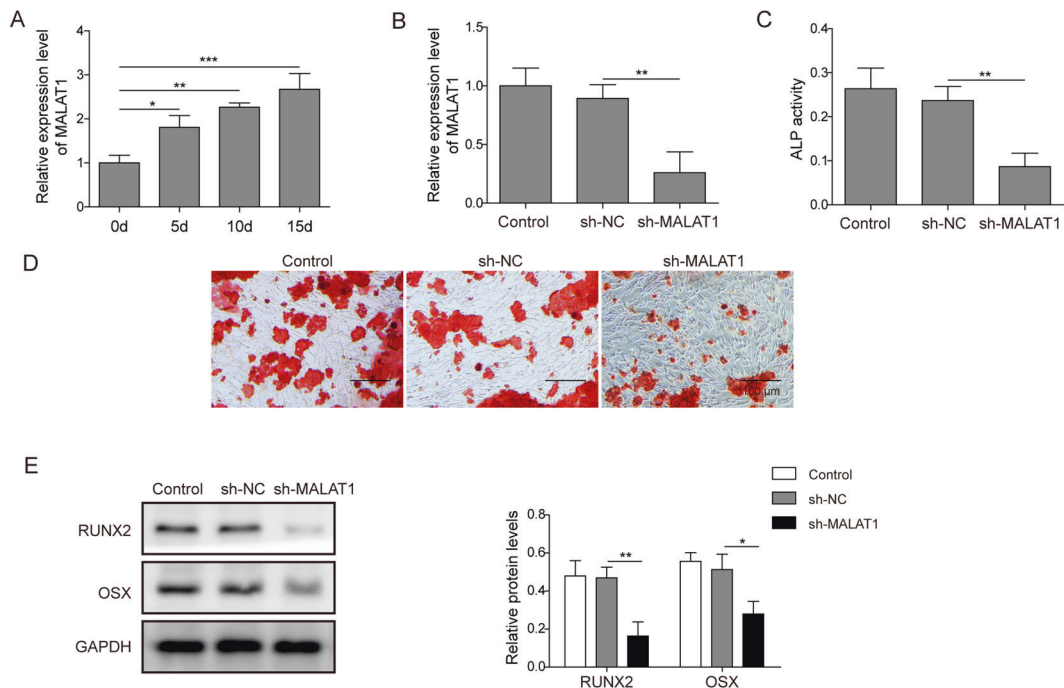 A
Relative expression level
of MALAT1
4
3
2
1
0
***
**
*
0d 5d 10d 15d
B
Relative expression level
of MALAT1
1.5
1.0
0.5
0.0
**
Control sh-NC sh-MALAT1
C
ALP activity
0.4
0.3
0.2
0.1
0.0
**
Control sh-NC sh-MALAT1
D
Control sh-NC sh-MALAT1
100 μm
E
Control sh-NC sh-MALAT1
RUNX2
OSX
GAPDH
Control
sh-NC
sh-MALAT1
Relative protein levels
0.8
0.6
0.4
0.2
0.0
**
*
RUNX2 OSX